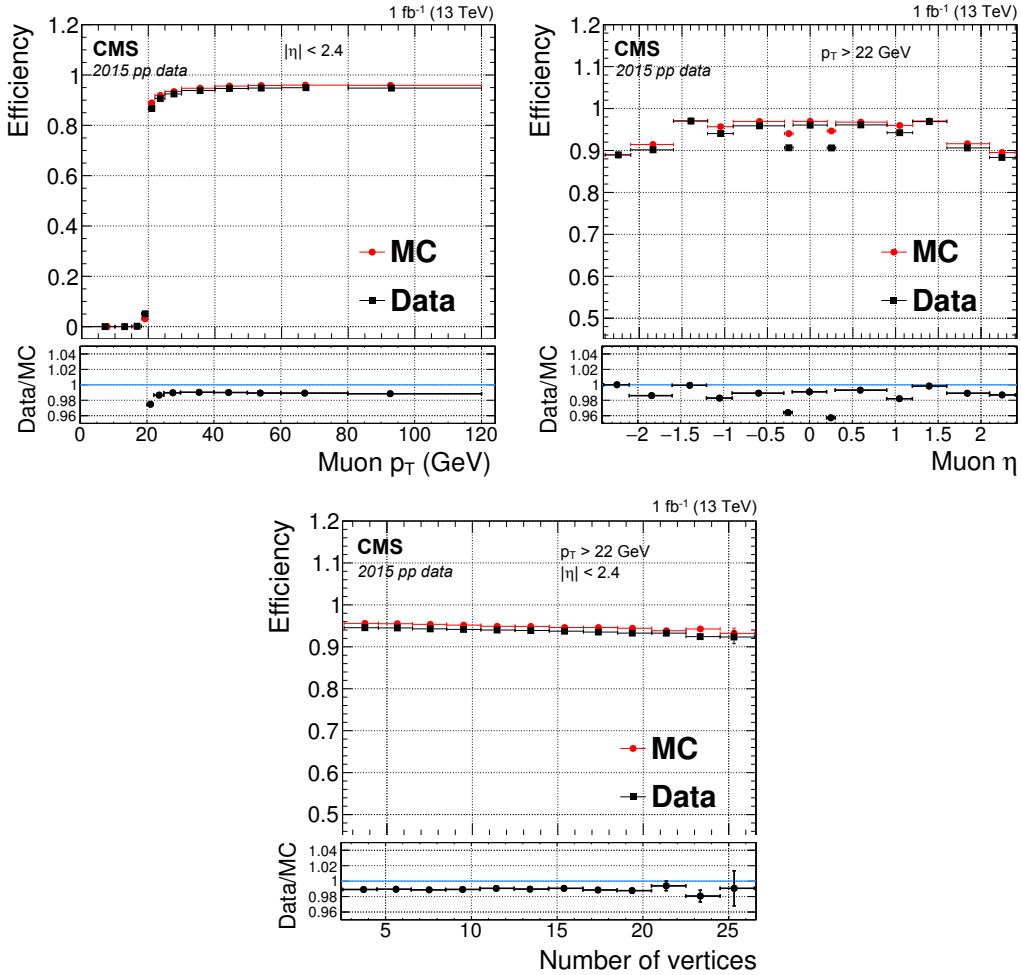 1 fb⁻¹ (13 TeV)
Efficiency
1.2
1
0.8
0.6
0.4
0.2
0
CMS
2015 pp data
|η| < 2.4
MC
Data
Data/MC
1.04
1.02
1
0.98
0.96
0 20 40 60 80 100 120
Muon p_T (GeV)
1 fb⁻¹ (13 TeV)
Efficiency
1.2
1.1
1
0.9
0.8
0.7
0.6
0.5
CMS
2015 pp data
p_T > 22 GeV
MC
Data
Data/MC
1.04
1.02
1
0.98
0.96
−2 −1.5 −1 −0.5 0 0.5 1 1.5 2
Muon η
1 fb⁻¹ (13 TeV)
Efficiency
1.2
1.1
1
0.9
0.8
0.7
0.6
0.5
CMS
2015 pp data
p_T > 22 GeV
|η| < 2.4
MC
Data
Data/MC
1.04
1.02
1
0.98
0.96
5 10 15 20 25
Number of vertices